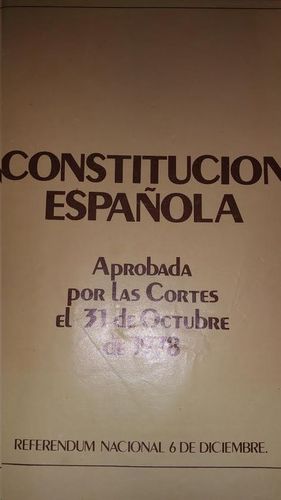 CONSTITUCION
ESPAÑOLA
Aprobada
por las Cortes
el 31 de Octubre
de 1978
REFERENDUM NACIONAL 6 DE DICIEMBRE.